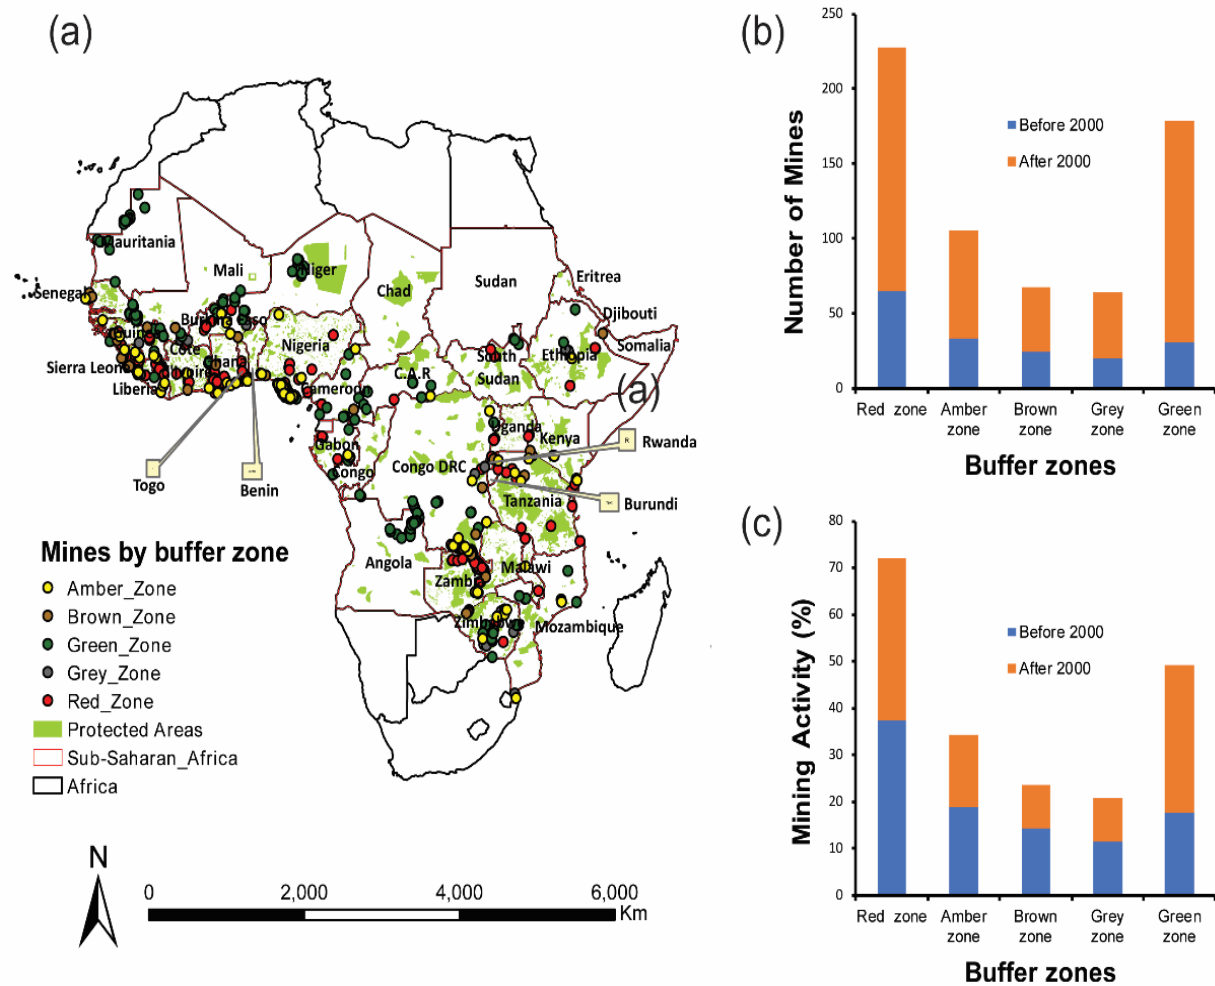 (a)
Mauritania
Mali
Niger
Chad
Sudan
Eritrea
Senegal
Djibouti
Burkina Faso
Somalia
Guinea
Cote
Nigeria
South
Sudan
Ethiopia
Sierra Leone
Ghana
C.A.R
Liberia
Ivoire
Cameroon
(a)
Uganda
Kenya
Rwanda
Gabon
Congo
Congo DRC
Togo
Benin
Tanzania
Burundi
Angola
Malawi
Zambia
Zimbabwe
Mozambique
Mines by buffer zone
Amber_Zone
Brown_Zone
Green_Zone
Grey_Zone
Red_Zone
Protected Areas
Sub-Saharan_Africa
Africa
N
0
2,000
4,000
6,000
Km
(b)
Number of Mines
250
200
150
100
50
0
Before 2000
After 2000
Red zone
Amber zone
Brown zone
Grey zone
Green zone
Buffer zones
(c)
Mining Activity (%)
80
70
60
50
40
30
20
10
0
Before 2000
After 2000
Red zone
Amber zone
Brown zone
Grey zone
Green zone
Buffer zones